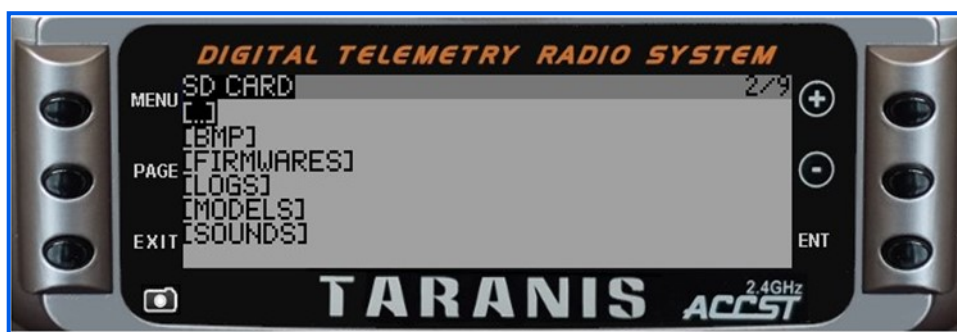 DIGITAL TELEMETRY RADIO SYSTEM
MENU
SD CARD 2/9
[..]
[BMP]
PAGE
[FIRMWARES]
[LOGS]
[MODELS]
EXIT
[SOUNDS]
ENT
TARANIS
2.4GHz
ACCST